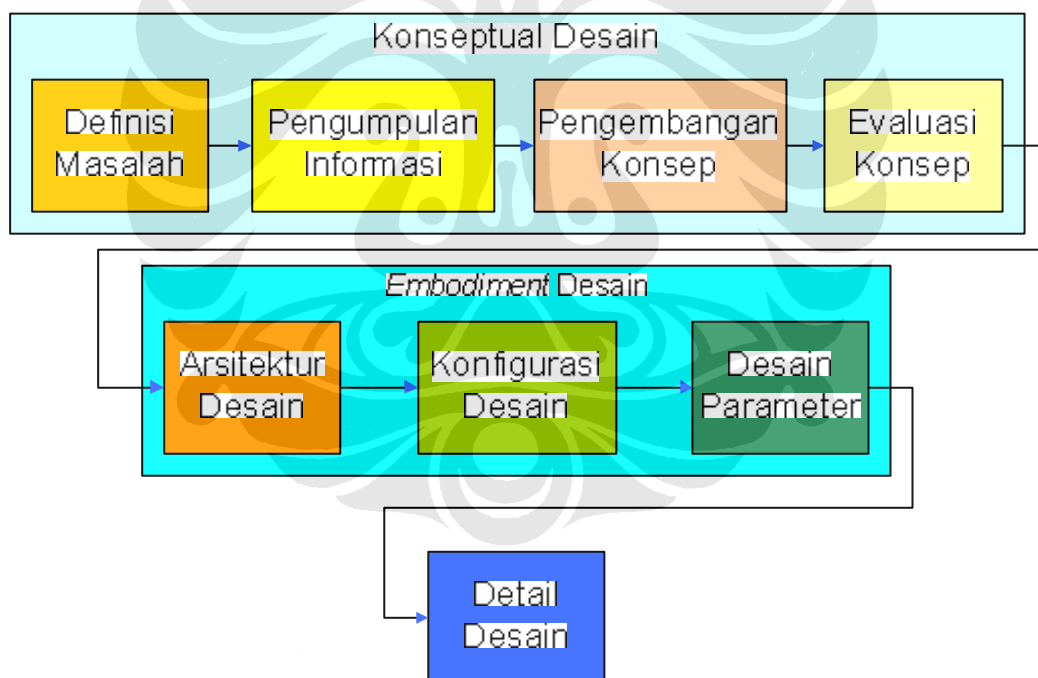 Konseptual Desain
Definisi
Masalah
Pengumpulan
Informasi
Pengembangan
Konsep
Evaluasi
Konsep
Embodiment Desain
Arsitektur
Desain
Konfigurasi
Desain
Desain
Parameter
Detail
Desain